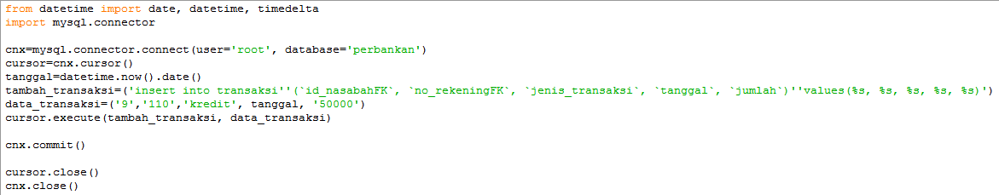 from datetime import date, datetime, timedelta
import mysql.connector
cnx=mysql.connector.connect(user='root', database='perbankan')
cursor=cnx.cursor()
tanggal=datetime.now().date()
tambah_transaksi=('insert into transaksi''(`id_nasabahFK`, `no_rekeningFK`, `jenis_transaksi`, `tanggal`, `jumlah`)''values(%s, %s, %s, %s, %s)')
data_transaksi=('9','110','kredit', tanggal, '50000')
cursor.execute(tambah_transaksi, data_transaksi)
cnx.commit()
cursor.close()
cnx.close()